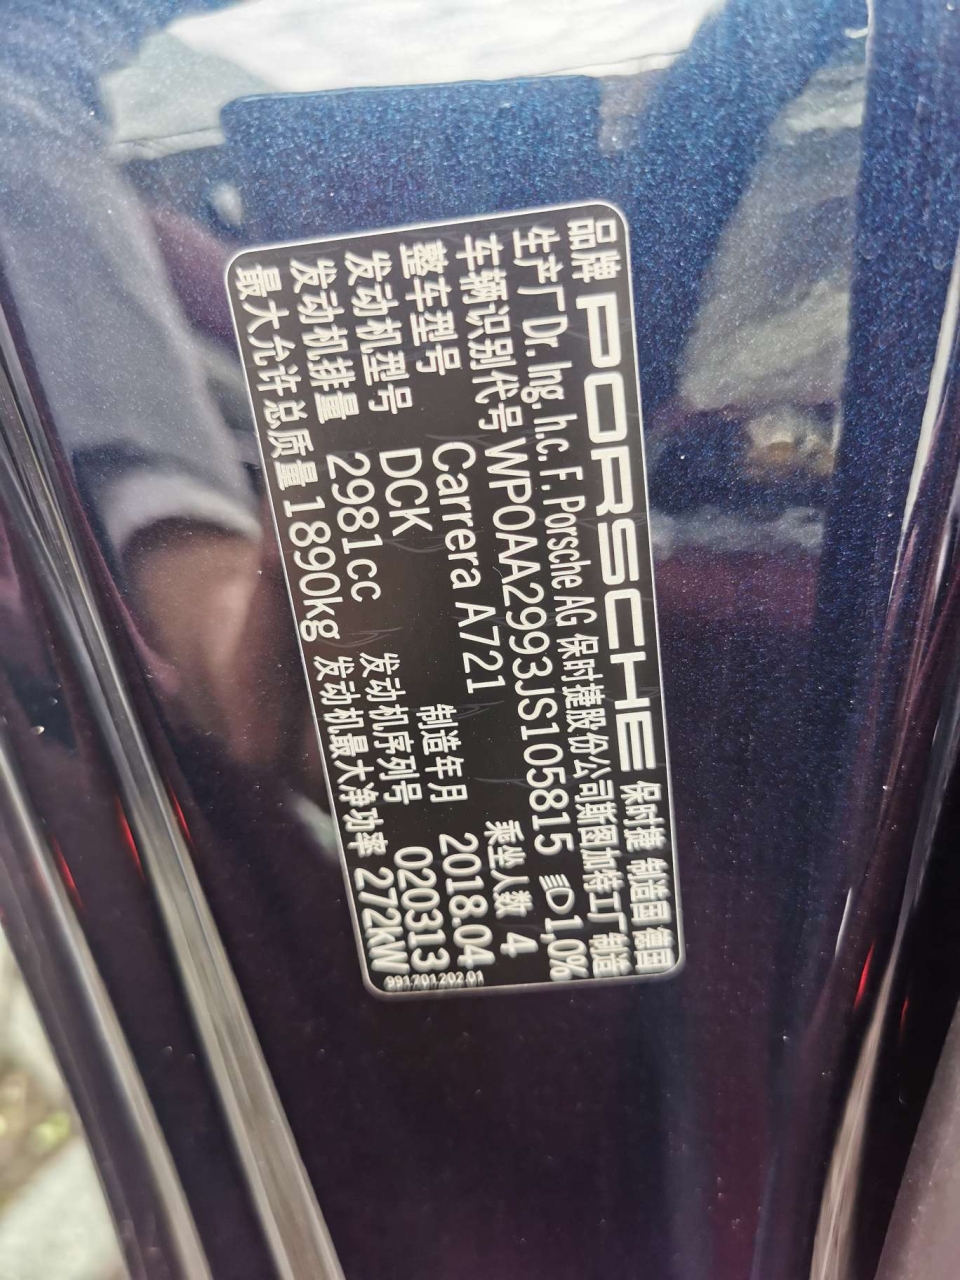 品牌 PORSCHE 保时捷 制造国 德国
生产厂 Dr. Ing. h.c. F. Porsche AG 保时捷股份公司斯图加特工厂制造
车辆识别代号 WP0AA2993JS105815 1,0%
整车型号 Carrera A721 乘坐人数 4
发动机型号 DCK 制造年月 2018.04
发动机排量 2981cc 发动机序列号 020313
最大允许总质量 1890kg 发动机最大净功率 272kW
991701202.01